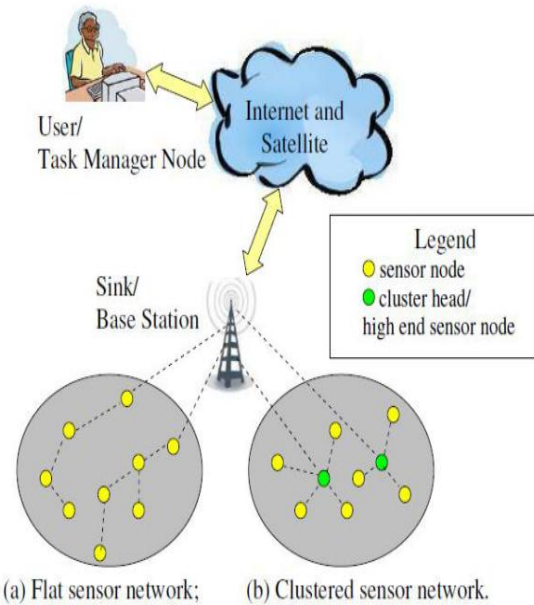 User/
Task Manager Node
Internet and
Satellite
Sink/
Base Station
Legend
sensor node
cluster head/
high end sensor node
(a) Flat sensor network;
(b) Clustered sensor network.